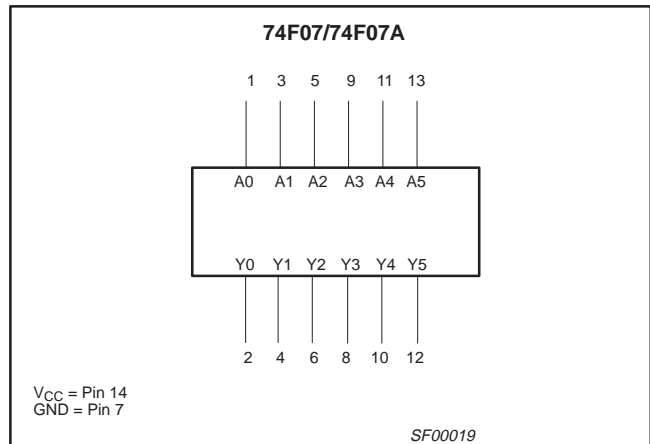 74F07/74F07A
1 3 5 9 11 13
A0 A1 A2 A3 A4 A5
Y0 Y1 Y2 Y3 Y4 Y5
2 4 6 8 10 12
VCC = Pin 14
GND = Pin 7
SF00019